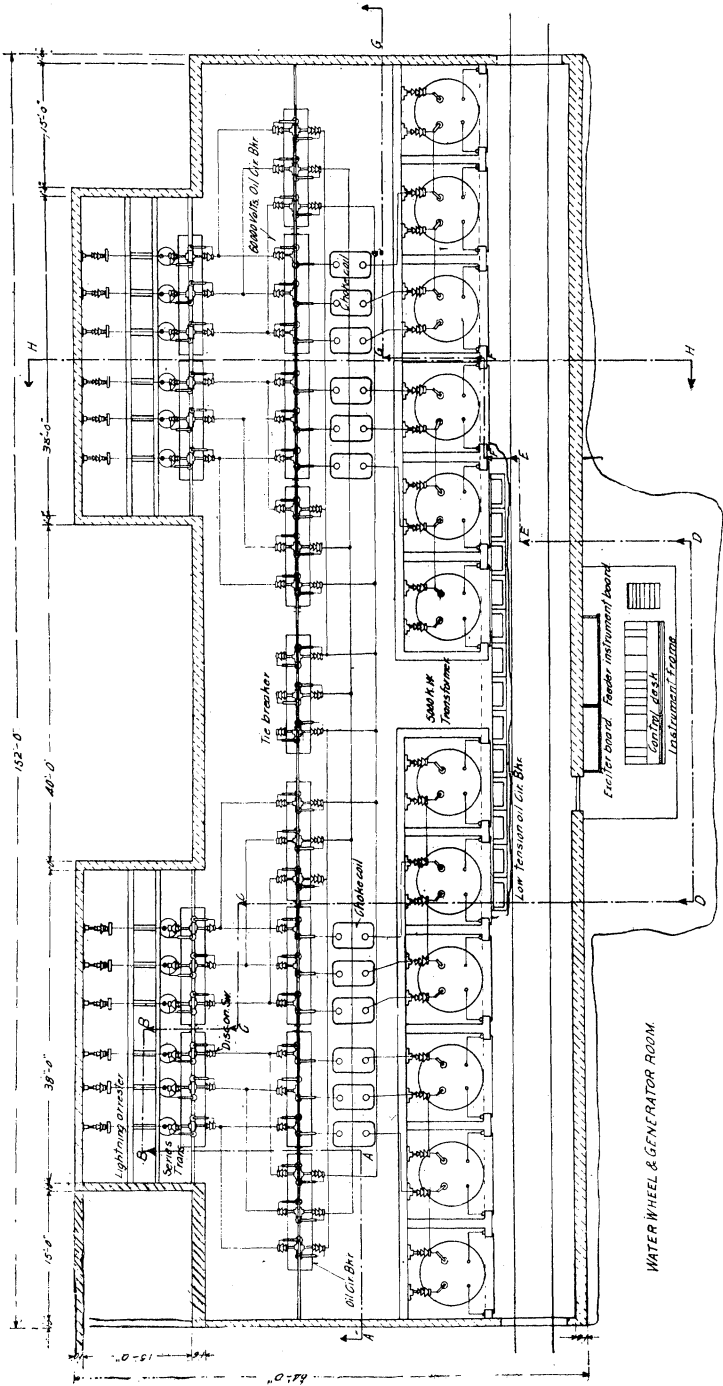 152'-0"
15'-0"
38'-0"
40'-0"
38'-0"
15'-0"
15'-0"
64'-0"
G
H
H
60000 Volts. Oil Cir. Bkr
Choke coil
G
E
E
D
Tie breaker
5000 K.W.
Transformer
Exciter board. Feeder instrument board
Control desk
Instrument frame
Low tension oil Cir. Bkr
D
C
C
Choke coil
Discon. Sw.
B
B
Lightning arrester
Series
Trans.
A
A
Oil Cir Bkr
WATER WHEEL & GENERATOR ROOM.